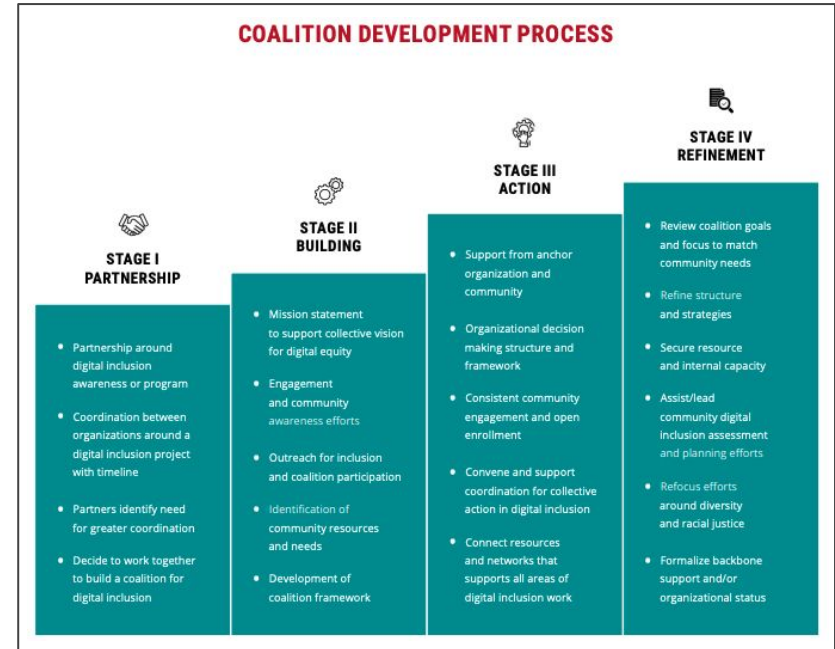 COALITION DEVELOPMENT PROCESS
STAGE I
PARTNERSHIP
• Partnership around
digital inclusion
awareness or program
• Coordination between
organizations around a
digital inclusion project
with timeline
• Partners identify need
for greater coordination
• Decide to work together
to build a coalition for
digital inclusion
STAGE II
BUILDING
• Mission statement
to support collective vision
for digital equity
• Engagement
and community
awareness efforts
• Outreach for inclusion
and coalition participation
• Identification of
community resources
and needs
• Development of
coalition framework
STAGE III
ACTION
• Support from anchor
organization and
community
• Organizational decision
making structure and
framework
• Consistent community
engagement and open
enrollment
• Convene and support
coordination for collective
action in digital inclusion
• Connect resources
and networks that
supports all areas of
digital inclusion work
STAGE IV
REFINEMENT
• Review coalition goals
and focus to match
community needs
• Refine structure
and strategies
• Secure resource
and internal capacity
• Assist/lead
community digital
inclusion assessment
and planning efforts
• Refocus efforts
around diversity
and racial justice
• Formalize backbone
support and/or
organizational status